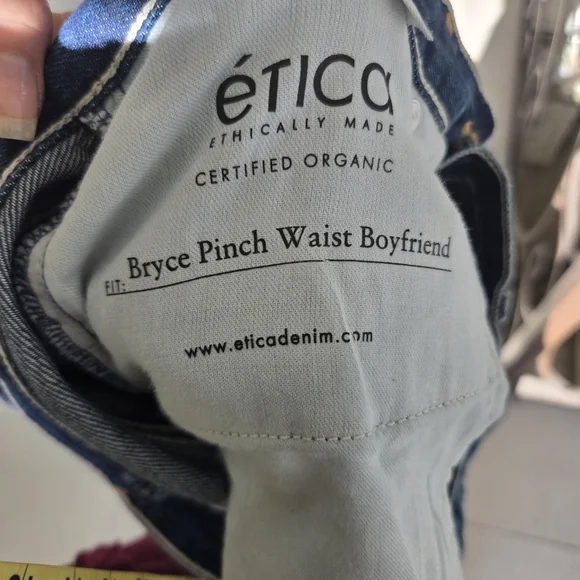 éTICA
ETHICALLY MADE
CERTIFIED ORGANIC
FIT: Bryce Pinch Waist Boyfriend
www.eticadenim.com